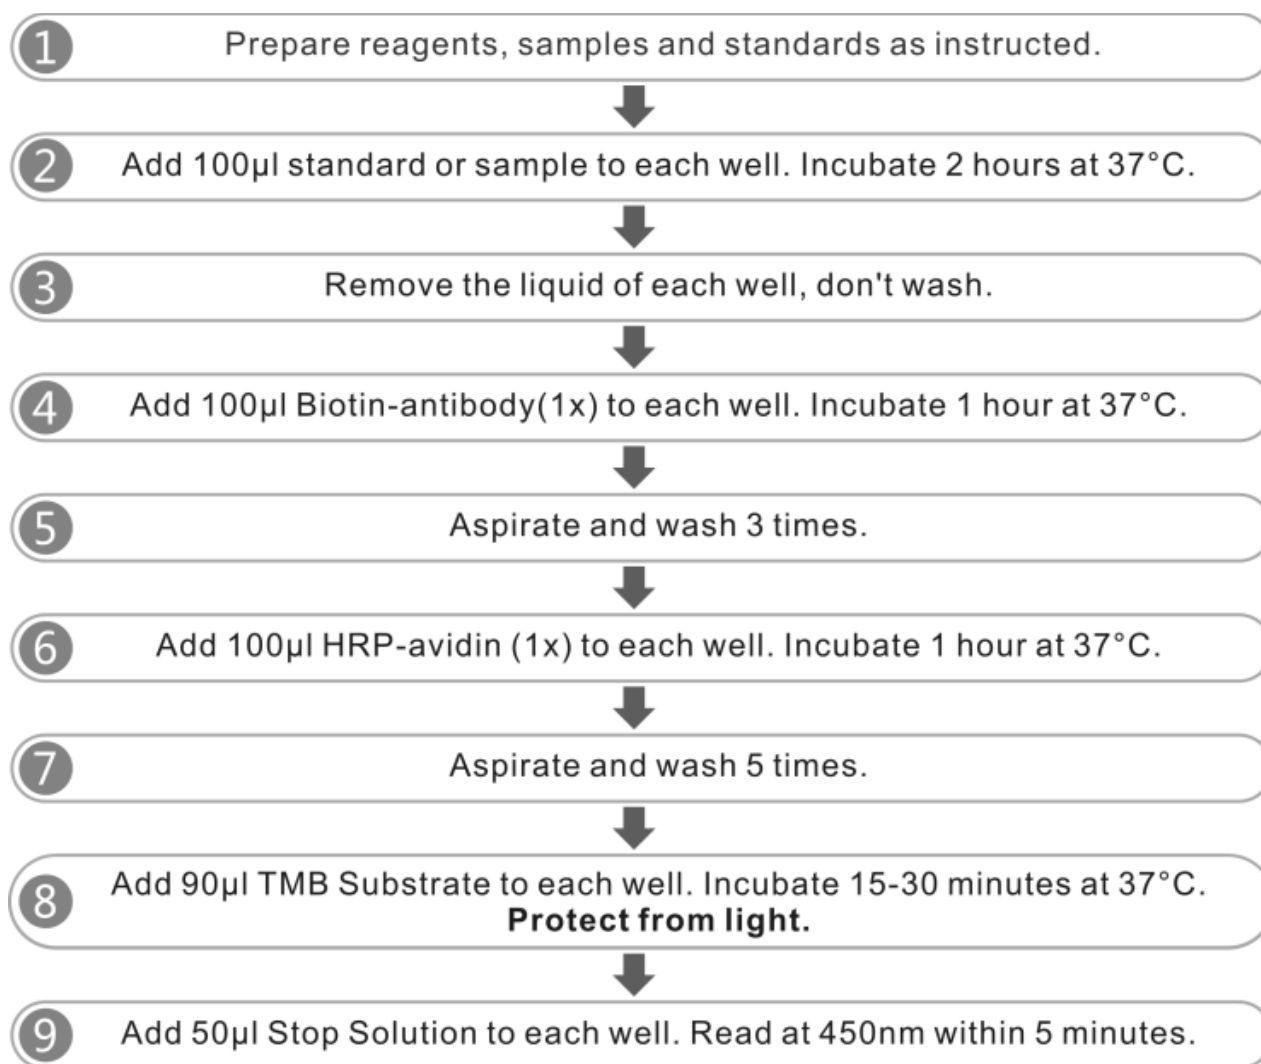 1 Prepare reagents, samples and standards as instructed.
2 Add 100µl standard or sample to each well. Incubate 2 hours at 37°C.
3 Remove the liquid of each well, don't wash.
4 Add 100µl Biotin-antibody(1x) to each well. Incubate 1 hour at 37°C.
5 Aspirate and wash 3 times.
6 Add 100µl HRP-avidin (1x) to each well. Incubate 1 hour at 37°C.
7 Aspirate and wash 5 times.
8 Add 90µl TMB Substrate to each well. Incubate 15-30 minutes at 37°C.
Protect from light.
9 Add 50µl Stop Solution to each well. Read at 450nm within 5 minutes.